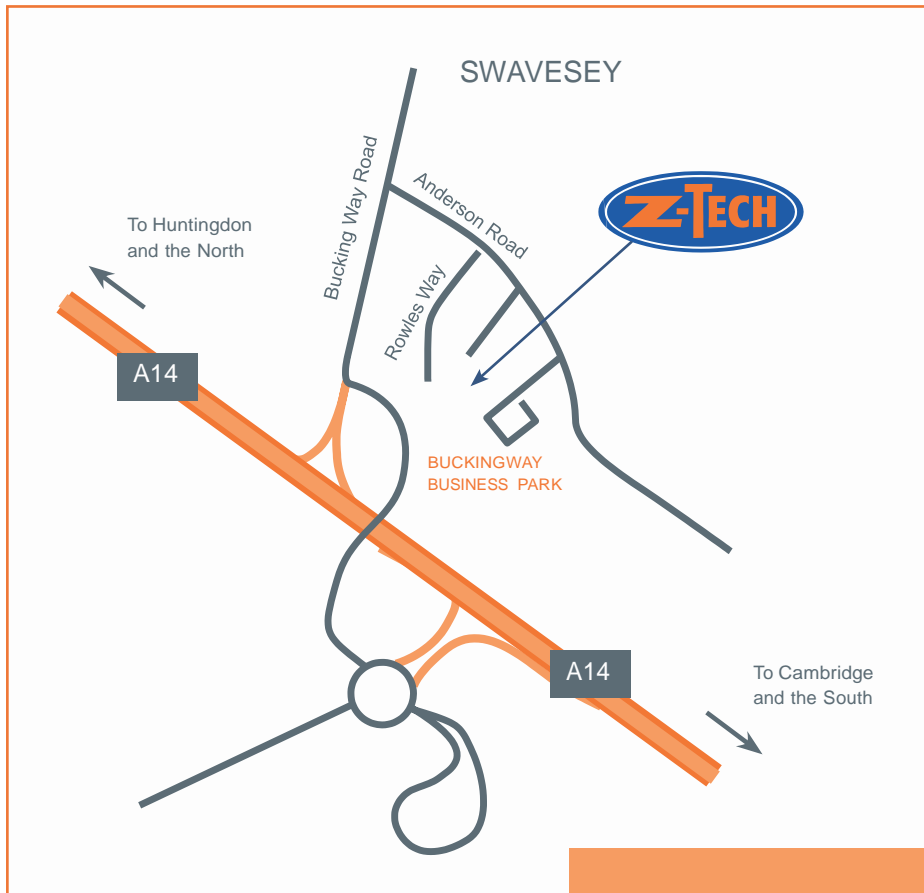 SWAVESEY
Bucking Way Road
Anderson Road
Z-TECH
To Huntingdon
and the North
Rowles Way
A14
BUCKINGWAY
BUSINESS PARK
A14
To Cambridge
and the South